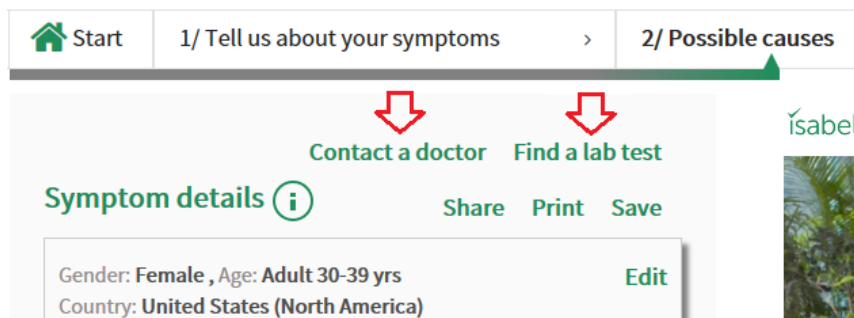 Start 1/ Tell us about your symptoms > 2/ Possible causes
Contact a doctor Find a lab test
isabel
Symptom details i
Share Print Save
Gender: Female , Age: Adult 30-39 yrs Edit
Country: United States (North America)